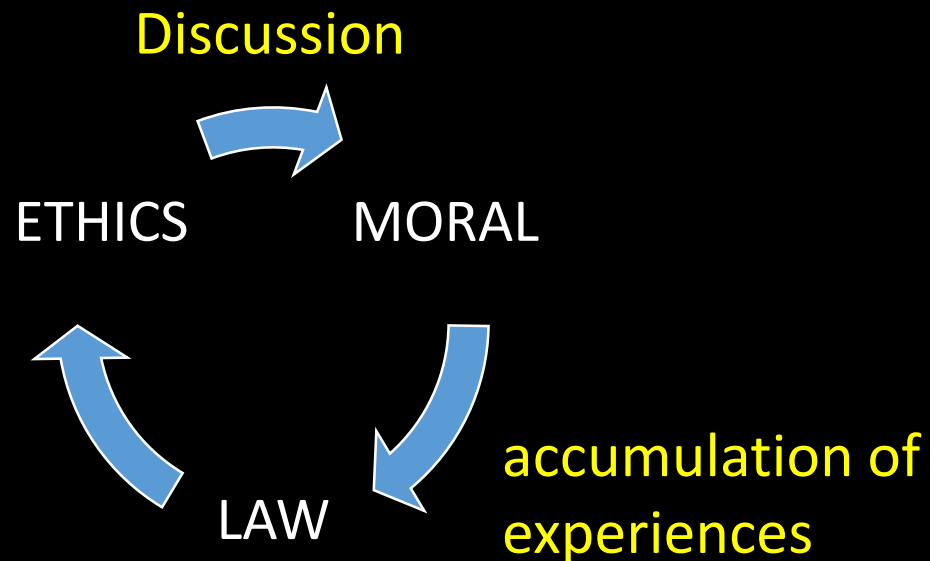 Discussion
ETHICS
MORAL
LAW
accumulation of
experiences